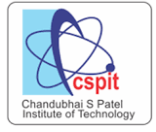 cspit
Chandubhai S Patel
Institute of Technology